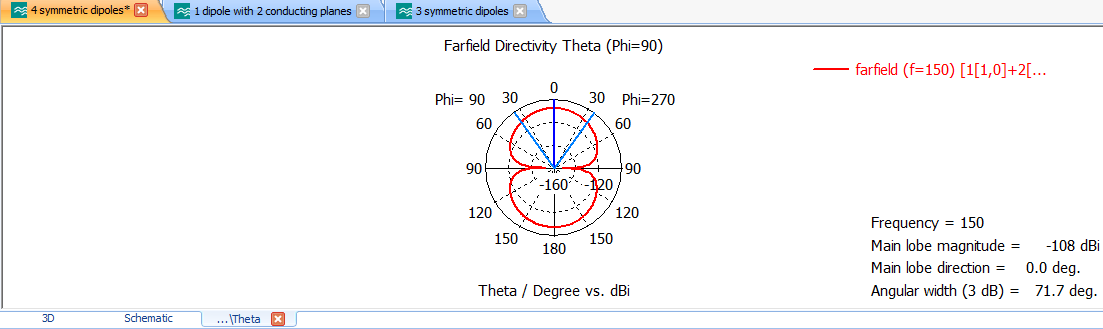 4 symmetric dipoles* 1 dipole with 2 conducting planes 3 symmetric dipoles
Farfield Directivity Theta (Phi=90)
farfield (f=150) [1[1,0]+2[...
0
Phi= 90 30 30 Phi=270
60 60
90 90
-160 -120
120 120
150 150
180
Frequency = 150
Main lobe magnitude = -108 dBi
Main lobe direction = 0.0 deg.
Angular width (3 dB) = 71.7 deg.
Theta / Degree vs. dBi
3D Schematic ...\Theta